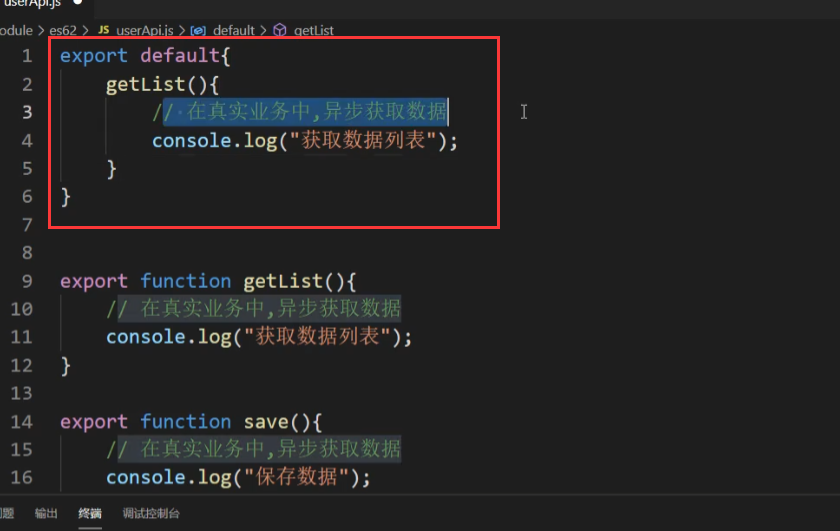 userApi.js ●
odule > es62 > JS userApi.js > default > getList
1 export default{
2 getList(){
3 // 在真实业务中,异步获取数据
4 console.log("获取数据列表");
5 }
6 }
7
8
9 export function getList(){
10 // 在真实业务中,异步获取数据
11 console.log("获取数据列表");
12 }
13
14 export function save(){
15 // 在真实业务中,异步获取数据
16 console.log("保存数据");
题 输出 终端 调试控制台